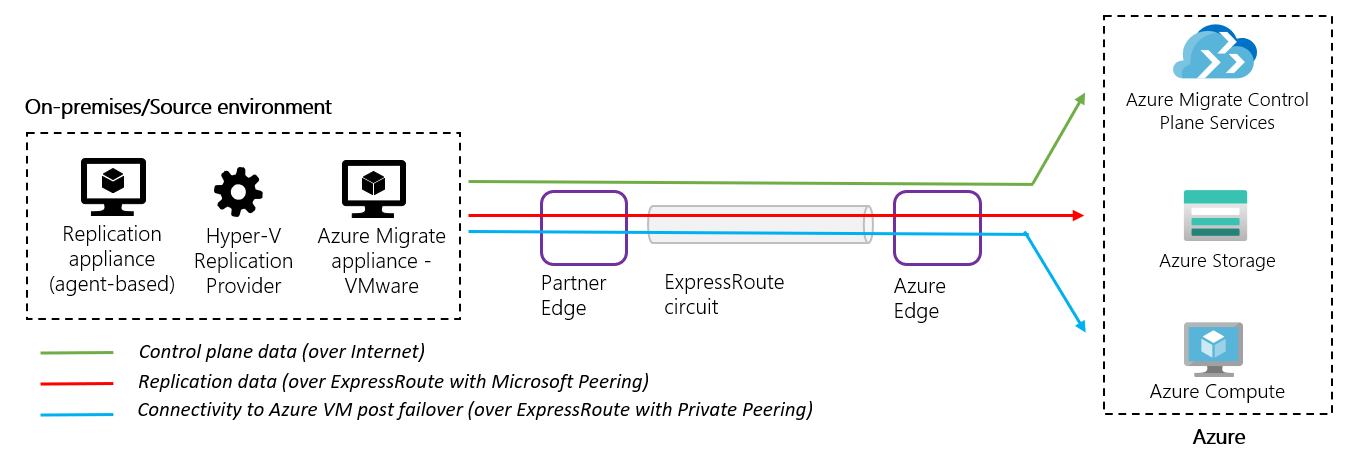 On-premises/Source environment
Replication
appliance
(agent-based)
Hyper-V
Replication
Provider
Azure Migrate
appliance -
VMware
Partner
Edge
ExpressRoute
circuit
Azure
Edge
Azure Migrate Control
Plane Services
Azure Storage
Azure Compute
Azure
Control plane data (over Internet)
Replication data (over ExpressRoute with Microsoft Peering)
Connectivity to Azure VM post failover (over ExpressRoute with Private Peering)